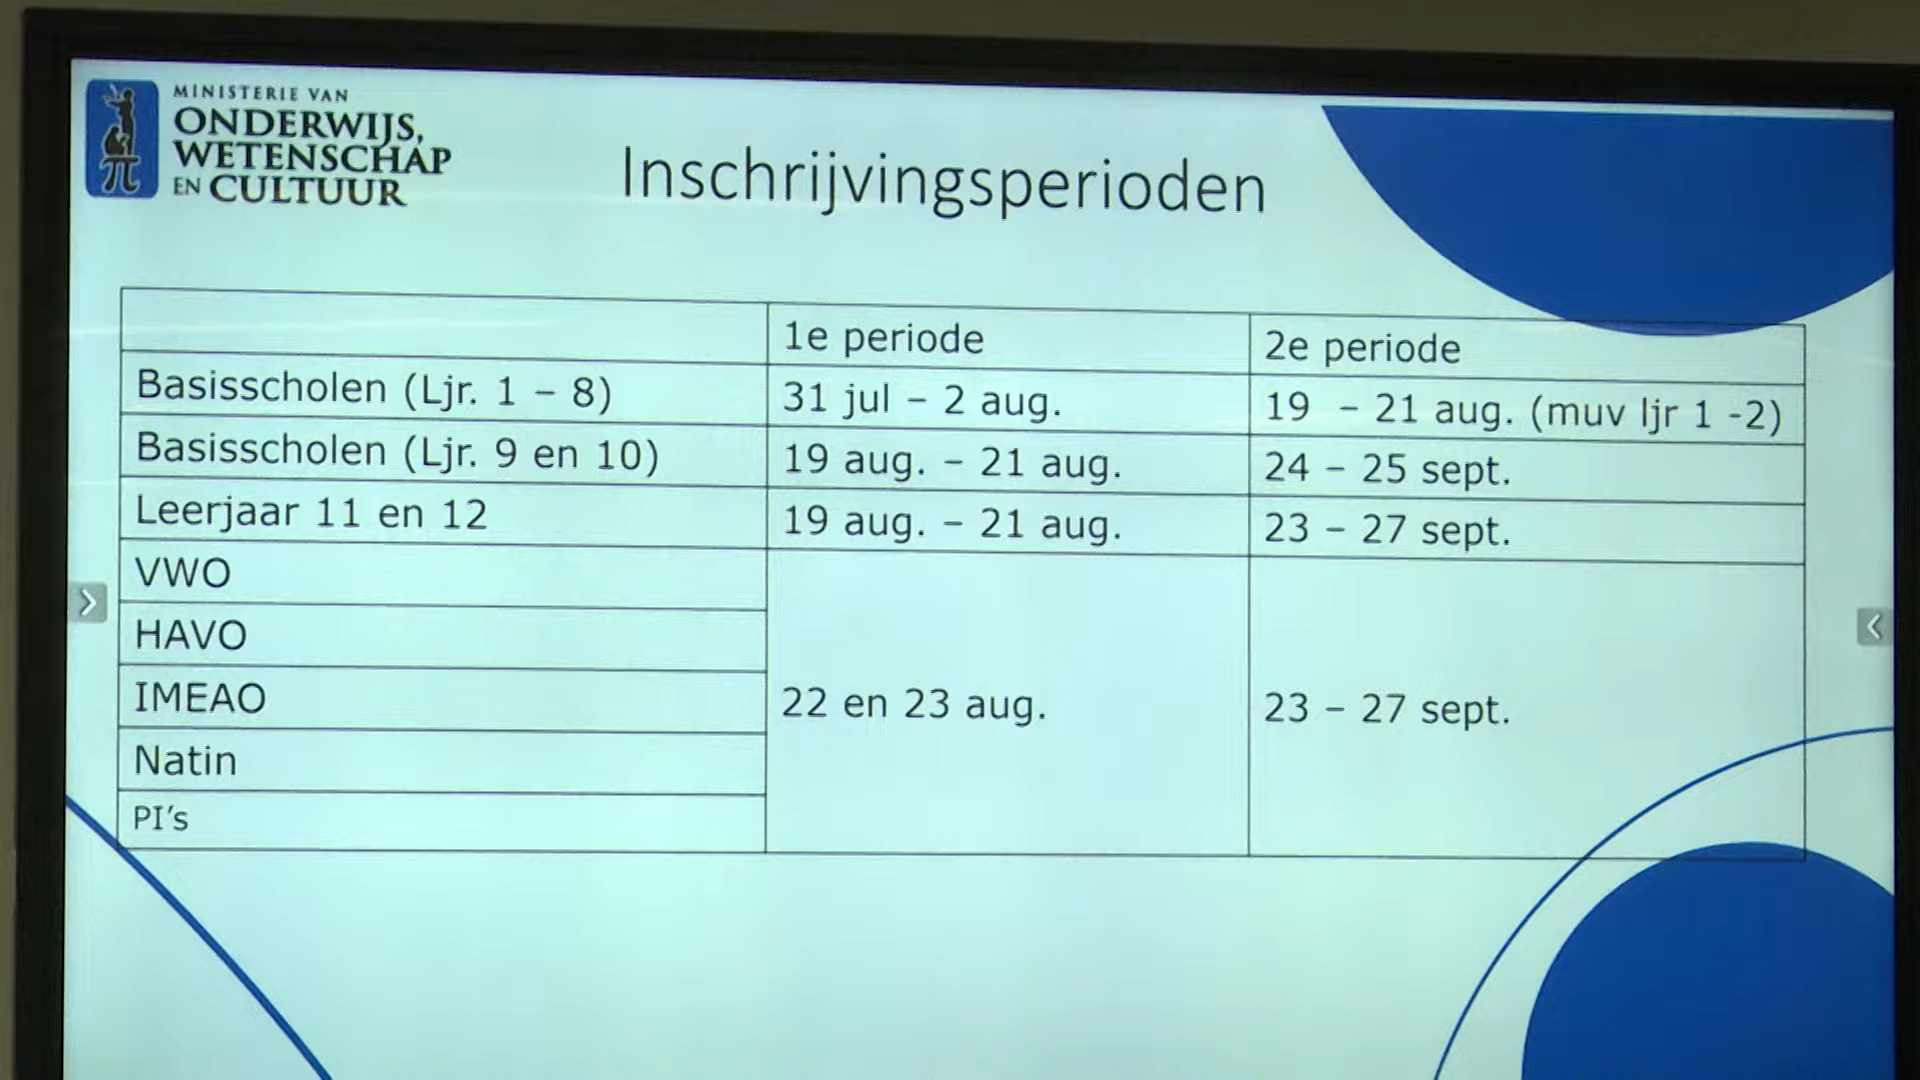 MINISTERIE VAN
ONDERWIJS,
WETENSCHAP
EN CULTUUR
Inschrijvingsperioden
1e periode 2e periode
Basisscholen (Ljr. 1 – 8) 31 jul – 2 aug. 19 – 21 aug. (muv ljr 1 -2)
Basisscholen (Ljr. 9 en 10) 19 aug. – 21 aug. 24 – 25 sept.
Leerjaar 11 en 12 19 aug. – 21 aug. 23 – 27 sept.
VWO
HAVO
IMEAO 22 en 23 aug. 23 – 27 sept.
Natin
PI’s